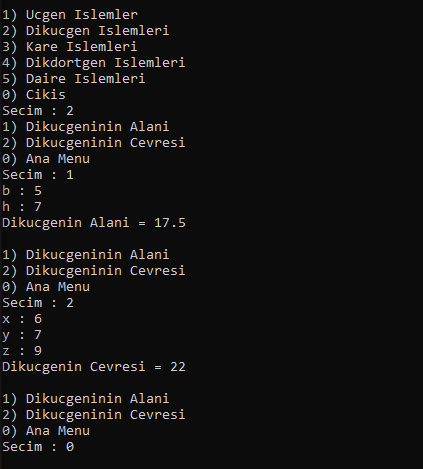 1) Ucgen Islemler
2) Dikucgen Islemleri
3) Kare Islemleri
4) Dikdortgen Islemleri
5) Daire Islemleri
0) Cikis
Secim : 2
1) Dikucgeninin Alani
2) Dikucgeninin Cevresi
0) Ana Menu
Secim : 1
b : 5
h : 7
Dikucgenin Alani = 17.5
1) Dikucgeninin Alani
2) Dikucgeninin Cevresi
0) Ana Menu
Secim : 2
x : 6
y : 7
z : 9
Dikucgenin Cevresi = 22
1) Dikucgeninin Alani
2) Dikucgeninin Cevresi
0) Ana Menu
Secim : 0